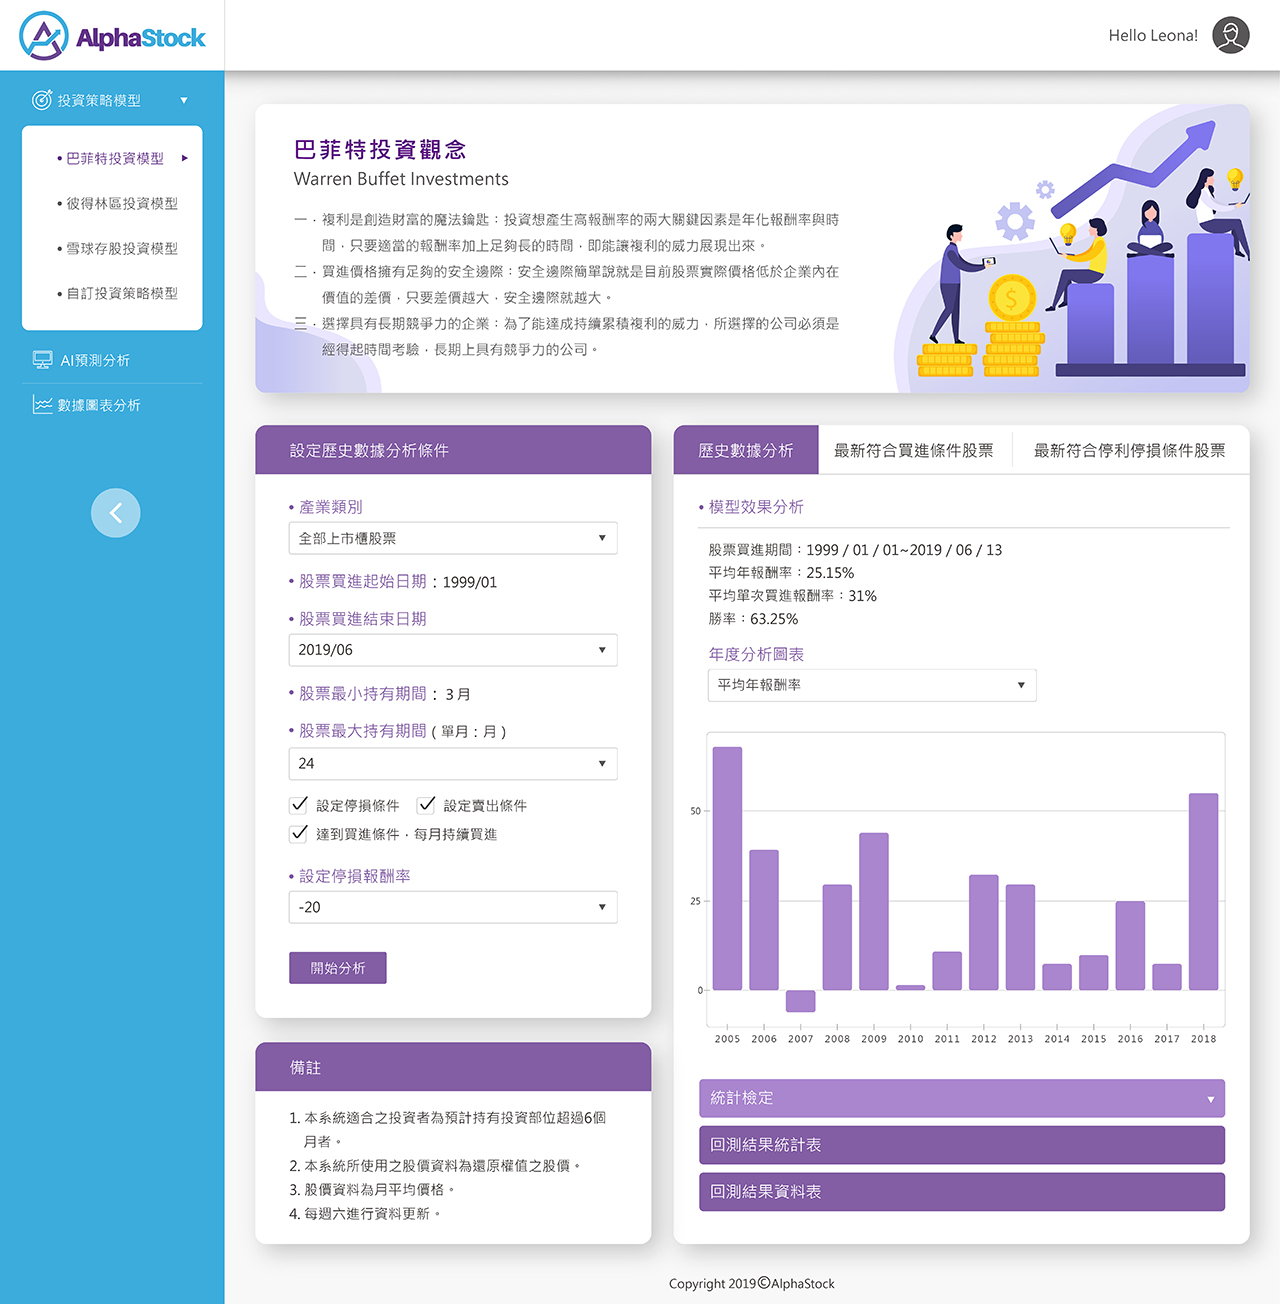 AlphaStock
Hello Leona!
投資策略模型 ▼
• 巴菲特投資模型 ▶
• 彼得林區投資模型
• 雪球存股投資模型
• 自訂投資策略模型
AI預測分析
數據圖表分析
巴菲特投資觀念
Warren Buffet Investments
一．複利是創造財富的魔法鑰匙：投資想產生高報酬率的兩大關鍵因素是年化報酬率與時
間，只要適當的報酬率加上足夠長的時間，即能讓複利的威力展現出來。
二．買進價格擁有足夠的安全邊際：安全邊際簡單說就是目前股票實際價格低於企業內在
價值的差價，只要差價越大，安全邊際就越大。
三．選擇具有長期競爭力的企業：為了能達成持續累積複利的威力，所選擇的公司必須是
經得起時間考驗，長期上具有競爭力的公司。
$
設定歷史數據分析條件
• 產業類別
全部上市櫃股票 ▼
• 股票買進起始日期：1999/01
• 股票買進結束日期
2019/06 ▼
• 股票最小持有期間：3 月
• 股票最大持有期間 ( 單月：月 )
24 ▼
設定停損條件 設定賣出條件
達到買進條件，每月持續買進
• 設定停損報酬率
-20 ▼
開始分析
備註
1. 本系統適合之投資者為預計持有投資部位超過6個
月者。
2. 本系統所使用之股價資料為還原權值之股價。
3. 股價資料為月平均價格。
4. 每週六進行資料更新。
歷史數據分析 最新符合買進條件股票 最新符合停利停損條件股票
• 模型效果分析
股票買進期間：1999 / 01 / 01~2019 / 06 / 13
平均年報酬率：25.15%
平均單次買進報酬率：31%
勝率：63.25%
年度分析圖表
平均年報酬率 ▼
50
25
0
2005 2006 2007 2008 2009 2010 2011 2012 2013 2014 2015 2016 2017 2018
統計檢定 ▼
回測結果統計表
回測結果資料表
Copyright 2019©AlphaStock